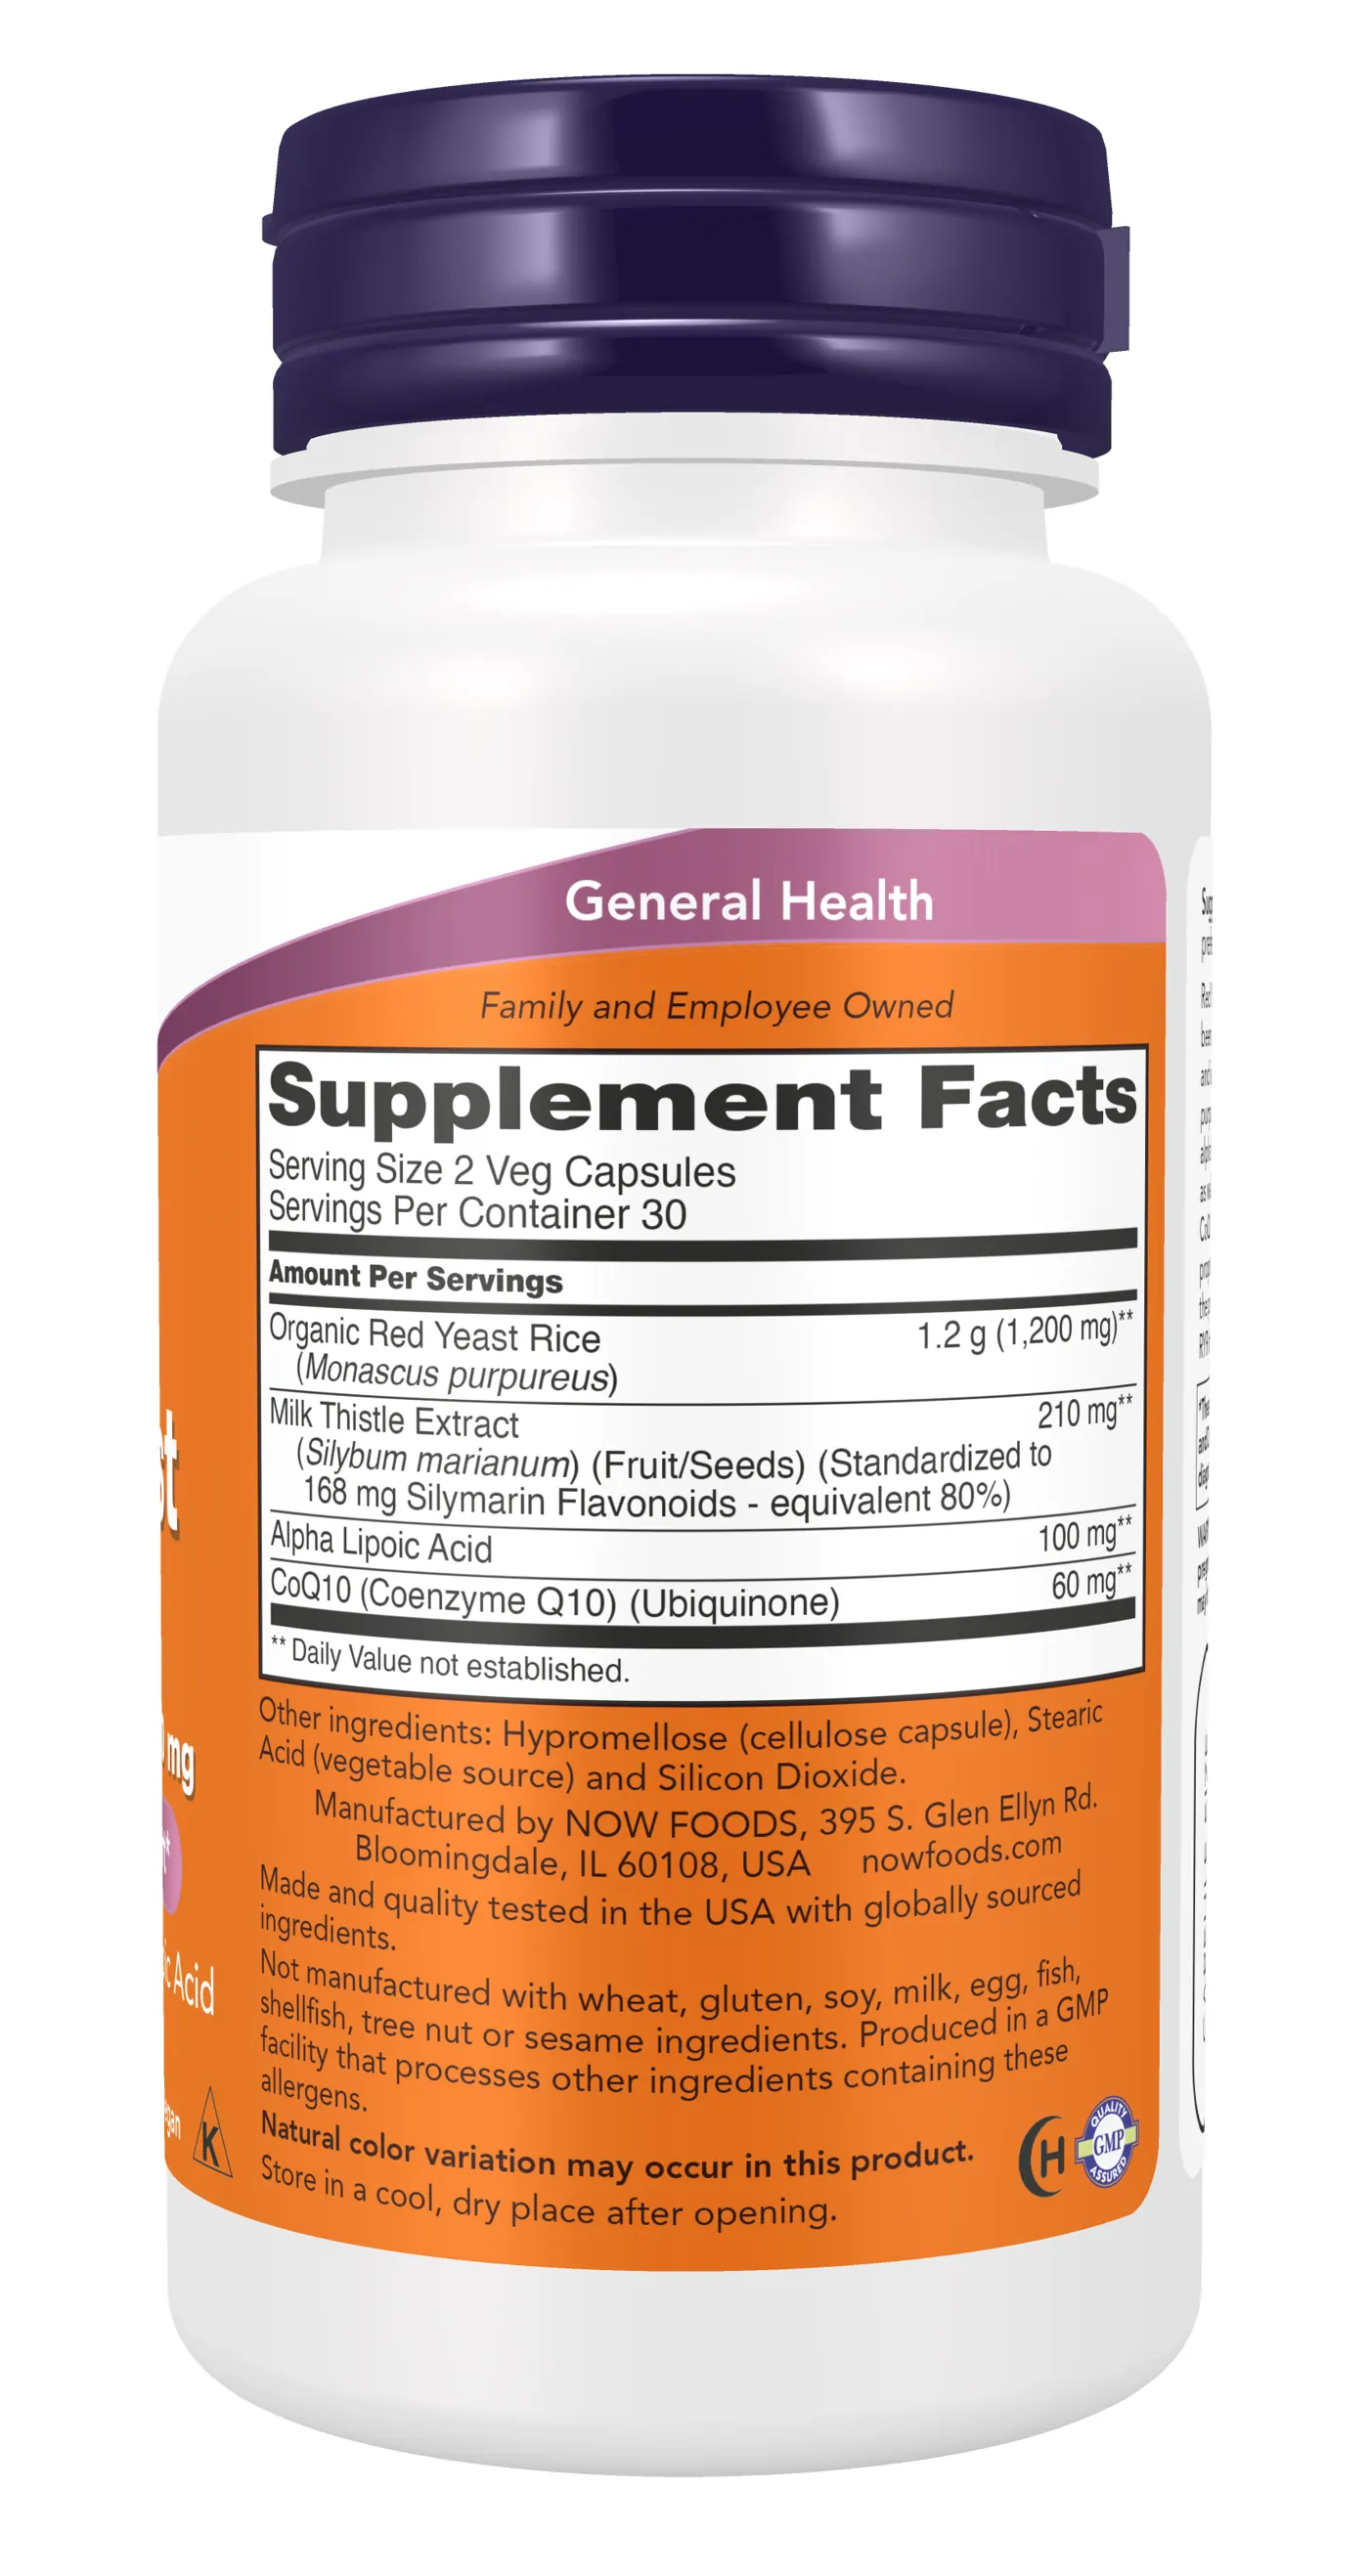 General Health
Family and Employee Owned
Supplement Facts
Serving Size 2 Veg Capsules
Servings Per Container 30
Amount Per Servings
Organic Red Yeast Rice 1.2 g (1,200 mg)**
(Monascus purpureus)
Milk Thistle Extract 210 mg**
(Silybum marianum) (Fruit/Seeds) (Standardized to
168 mg Silymarin Flavonoids - equivalent 80%)
Alpha Lipoic Acid 100 mg**
CoQ10 (Coenzyme Q10) (Ubiquinone) 60 mg**
** Daily Value not established.
Other ingredients: Hypromellose (cellulose capsule), Stearic
Acid (vegetable source) and Silicon Dioxide.
Manufactured by NOW FOODS, 395 S. Glen Ellyn Rd.
Bloomingdale, IL 60108, USA nowfoods.com
Made and quality tested in the USA with globally sourced
ingredients.
Not manufactured with wheat, gluten, soy, milk, egg, fish,
shellfish, tree nut or sesame ingredients. Produced in a GMP
facility that processes other ingredients containing these
allergens.
Natural color variation may occur in this product.
Store in a cool, dry place after opening.
H
QUALITY
GMP
ASSURED
mg
Acid
K